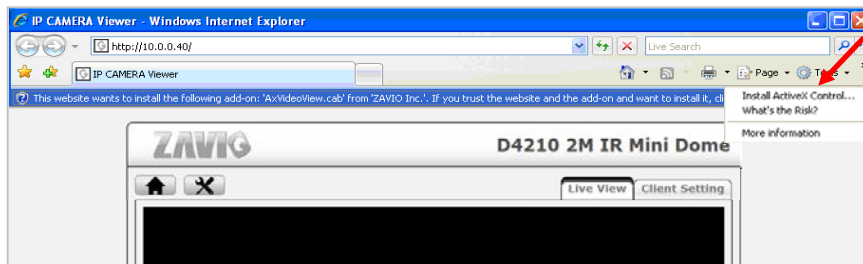 IP CAMERA Viewer - Windows Internet Explorer
http://10.0.0.40/
Live Search
IP CAMERA Viewer
Page
This website wants to install the following add-on: 'AxVideoView.cab' from 'ZAVIO Inc.'. If you trust the website and the add-on and want to install it,
Install ActiveX Control...
What's the Risk?
More information
ZAVIO
D4210 2M IR Mini Dome
Live View
Client Setting